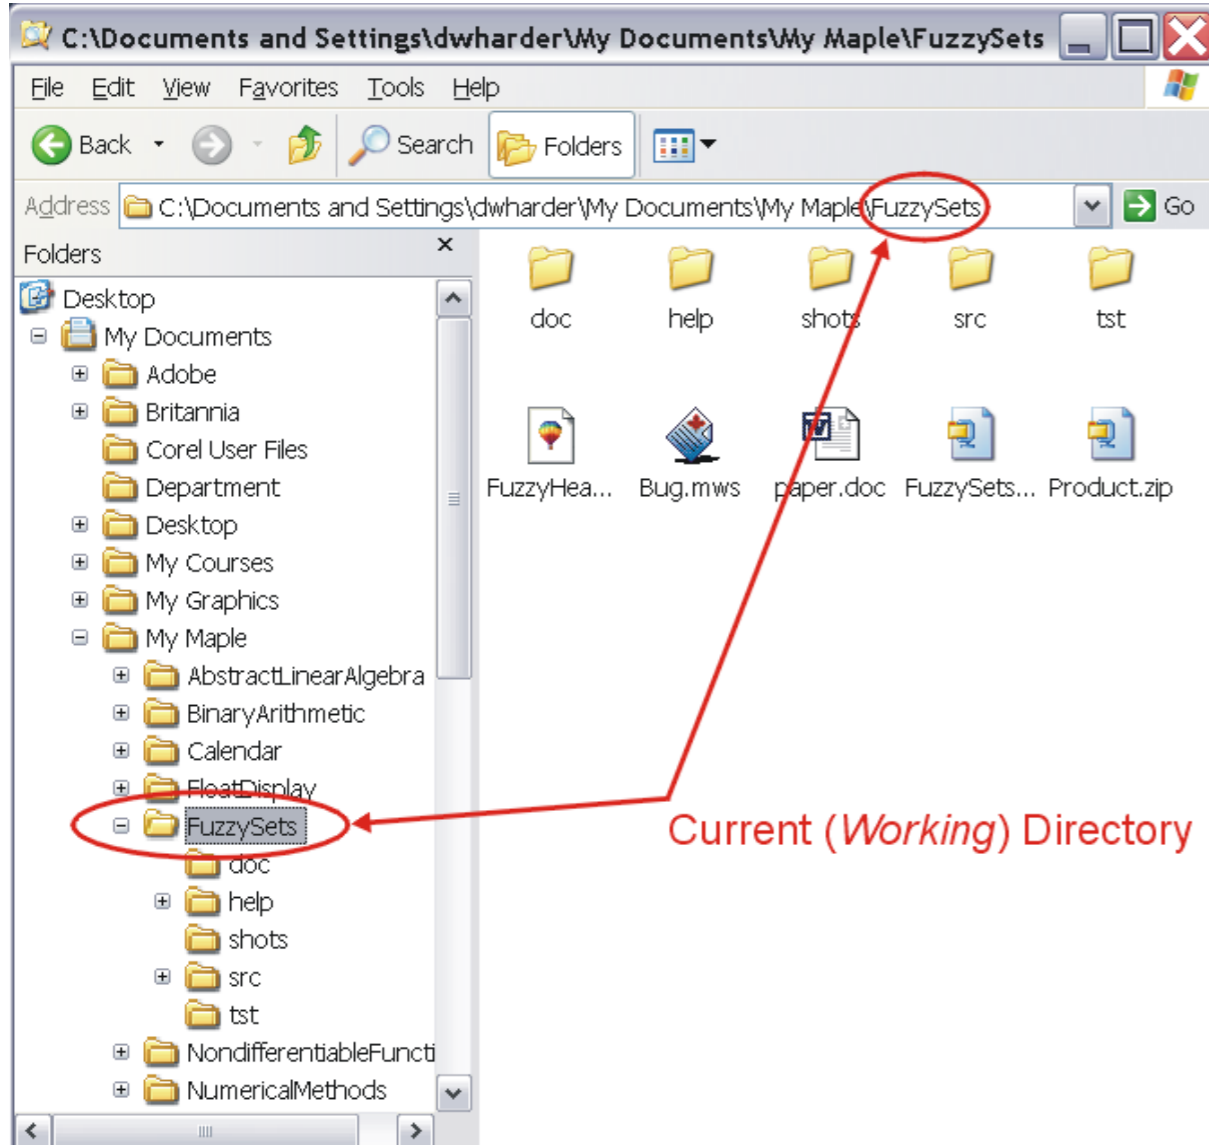 C:\Documents and Settings\dwharder\My Documents\My Maple\FuzzySets
File Edit View Favorites Tools Help
Back Search Folders
Address C:\Documents and Settings\dwharder\My Documents\My Maple\FuzzySets Go
Folders
Desktop
My Documents
Adobe
Britannia
Corel User Files
Department
Desktop
My Courses
My Graphics
My Maple
AbstractLinearAlgebra
BinaryArithmetic
Calendar
FloatDisplay
FuzzySets
doc
help
shots
src
tst
NondifferentiableFuncti
NumericalMethods
doc help shots src tst
FuzzyHea... Bug.mws paper.doc FuzzySets... Product.zip
Current (Working) Directory